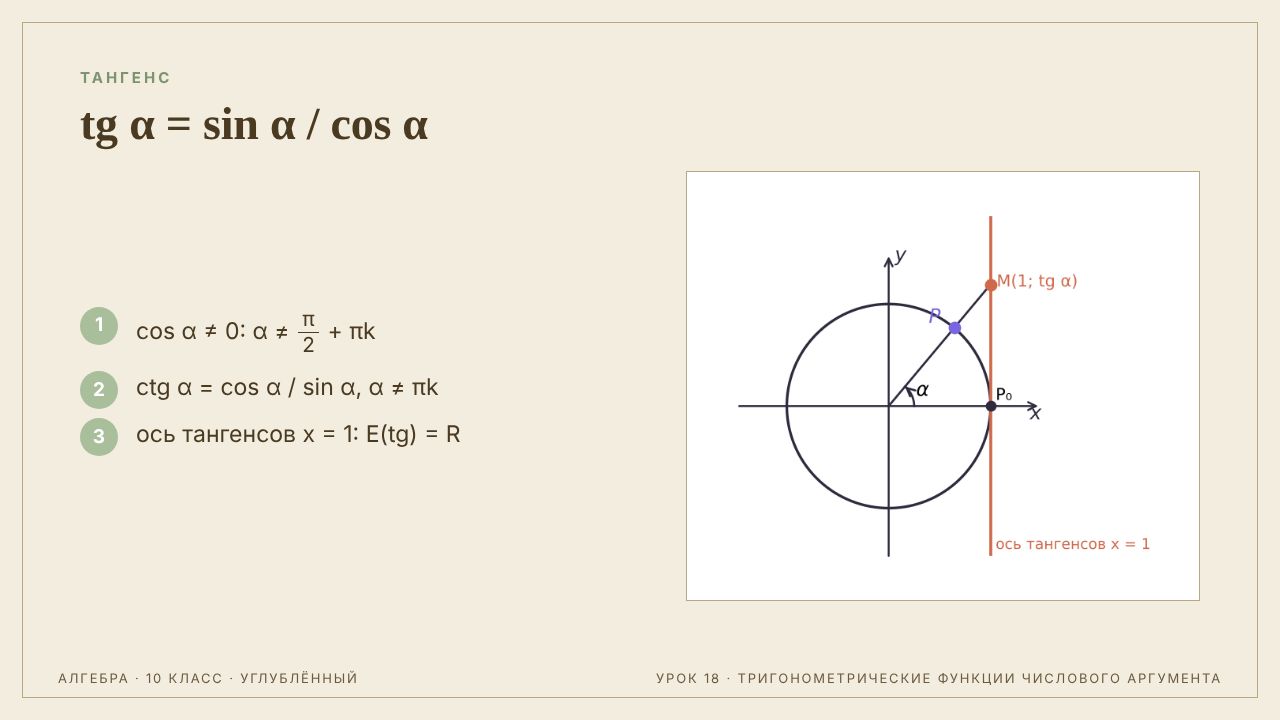 ТАНГЕНС
tg α = sin α / cos α
1 cos α ≠ 0: α ≠ π/2 + πk
2 ctg α = cos α / sin α, α ≠ πk
3 ось тангенсов x = 1: E(tg) = R
y
M(1; tg α)
P
α
P₀
x
ось тангенсов x = 1
АЛГЕБРА · 10 КЛАСС · УГЛУБЛЁННЫЙ
УРОК 18 · ТРИГОНОМЕТРИЧЕСКИЕ ФУНКЦИИ ЧИСЛОВОГО АРГУМЕНТА